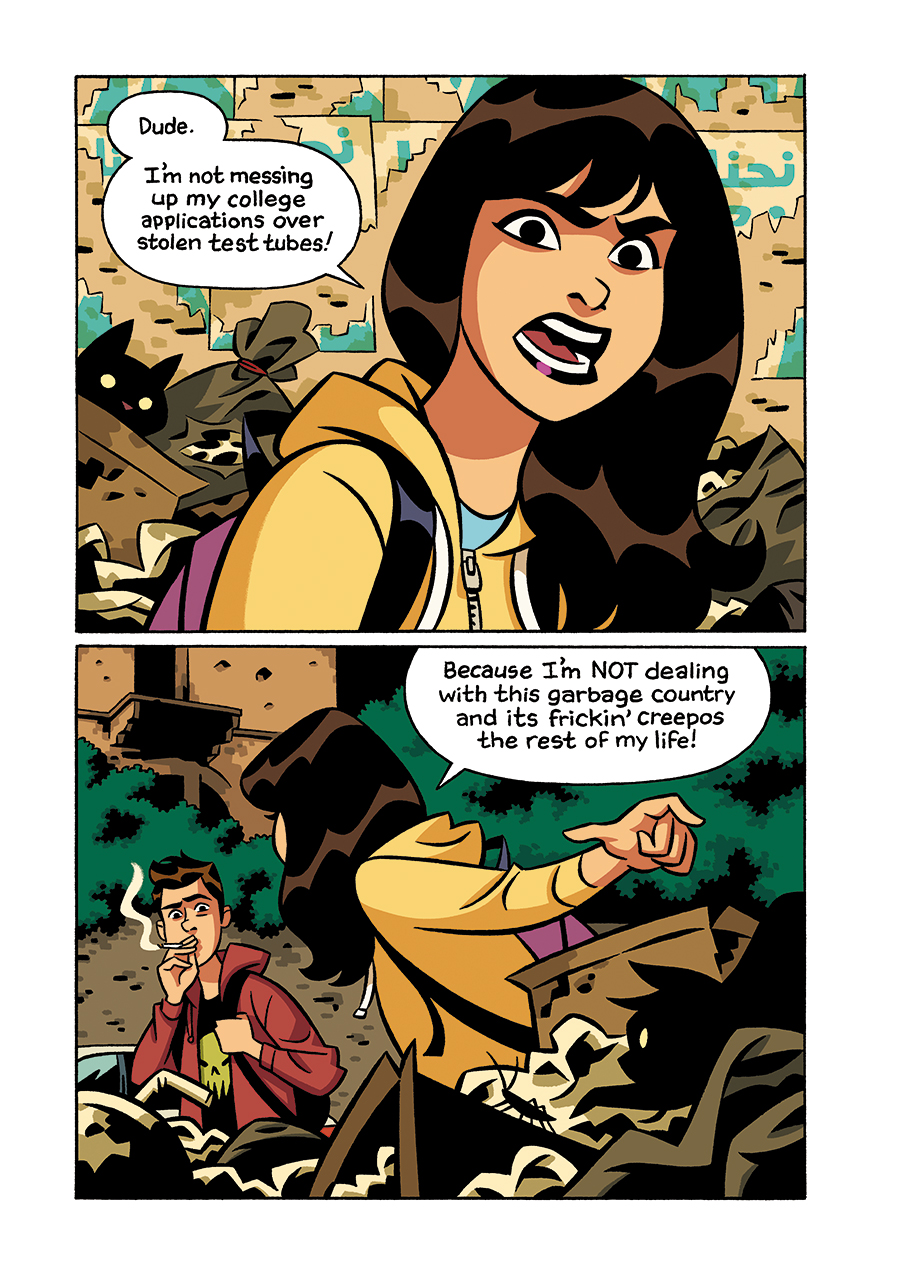 Dude.
I'm not messing
up my college
applications over
stolen test tubes!
نحنا
Because I'm NOT dealing
with this garbage country
and its frickin' creepos
the rest of my life!